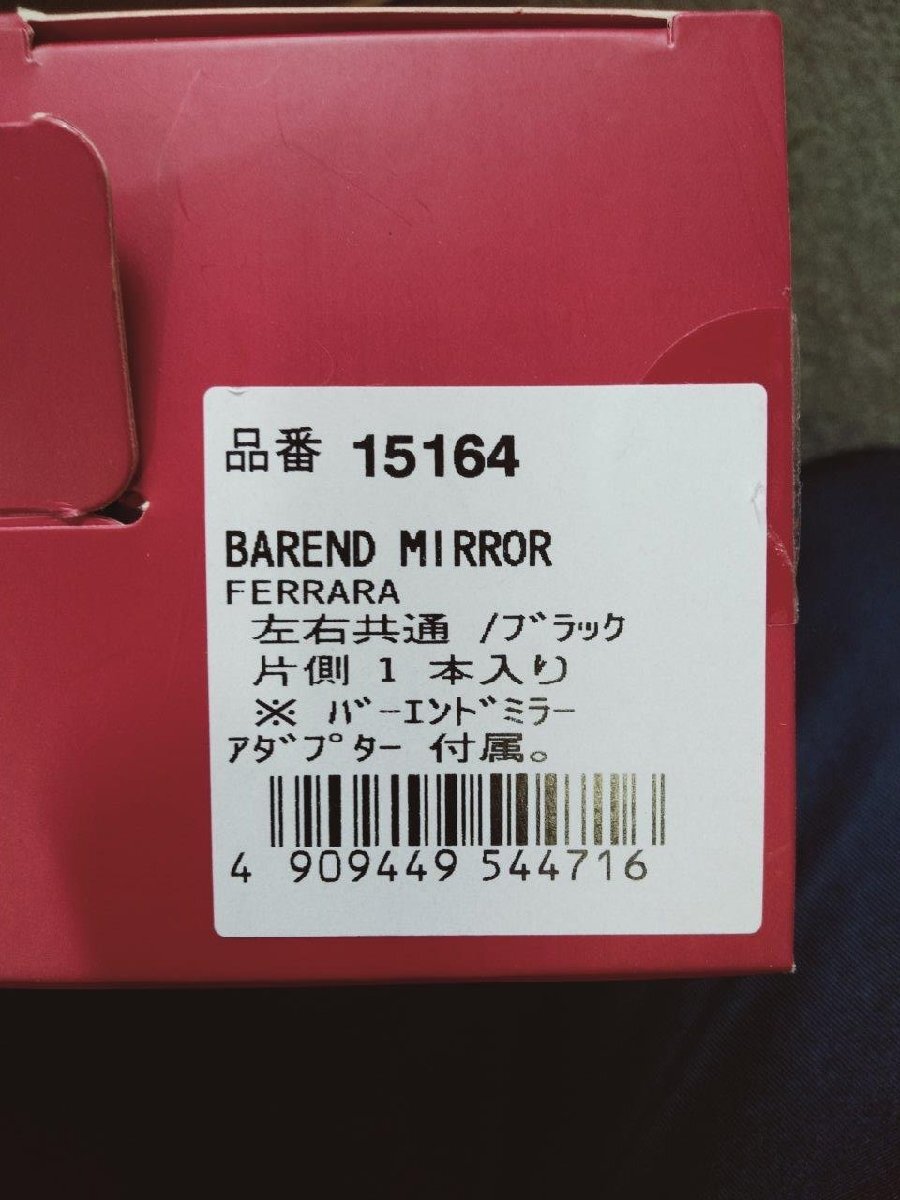 品番 15164
BAREND MIRROR
FERRARA
左右共通 /ブラック
片側 1 本入り
※ バーエンドミラー
アダプター 付属。
4 909449 544716